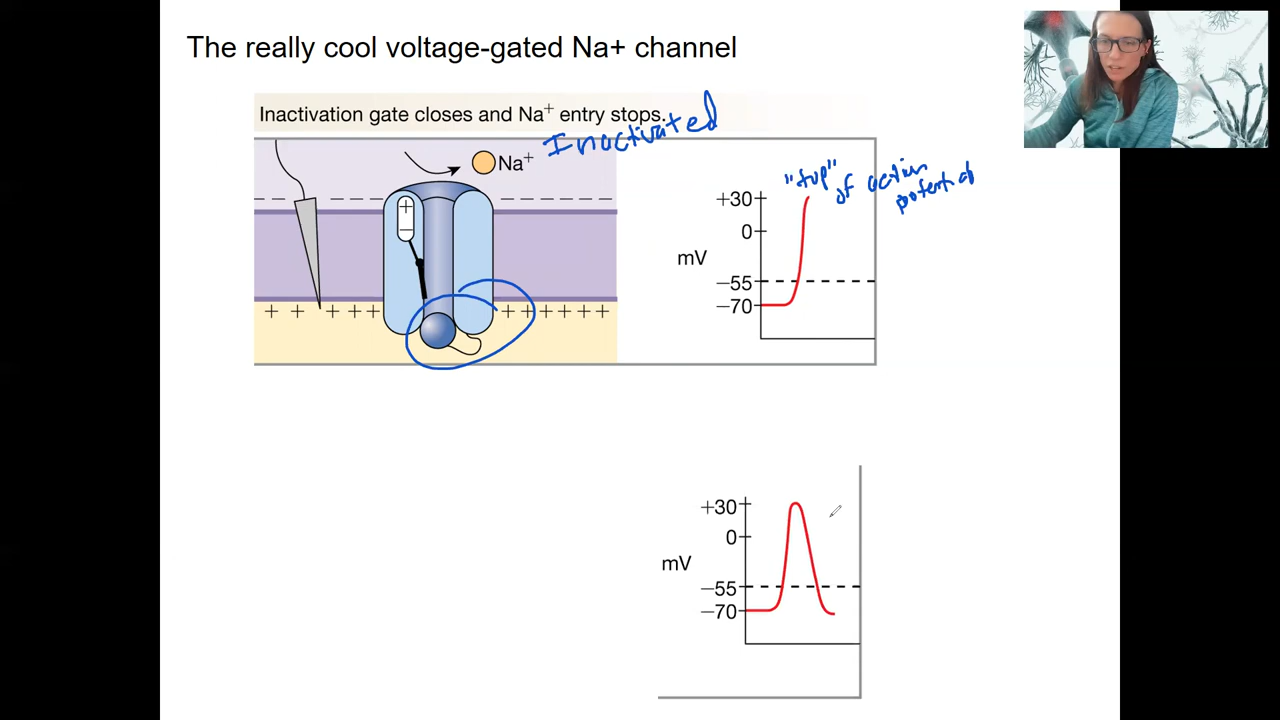 The really cool voltage-gated Na+ channel
Inactivation gate closes and Na+ entry stops.
Inactivated
Na+
"top" of action
potential
+30
0
mV
−55
−70
+30
0
mV
−55
−70